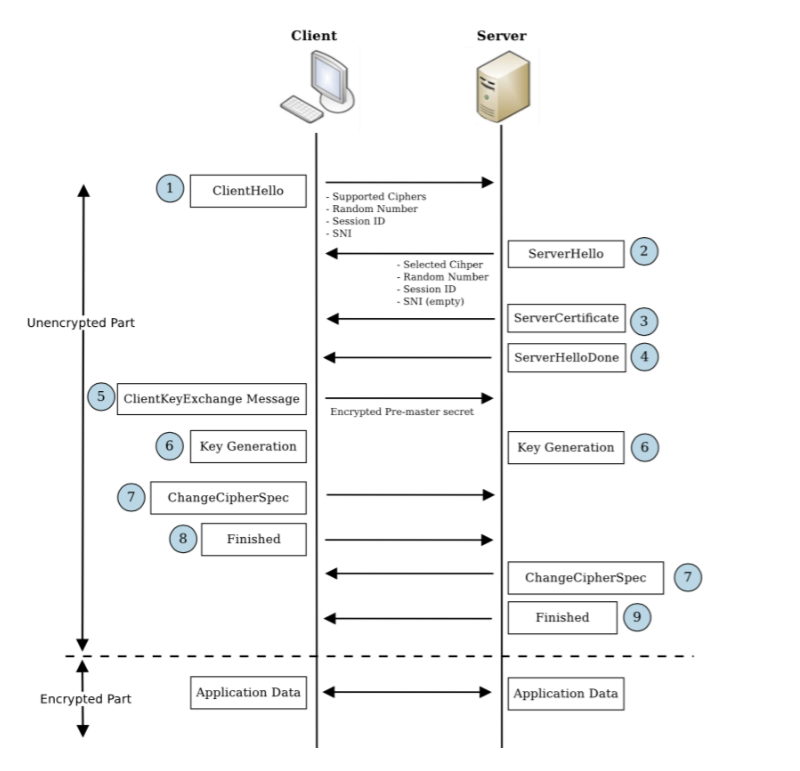 Client
Server
1
ClientHello
- Supported Ciphers
- Random Number
- Session ID
- SNI
ServerHello
2
- Selected Cihper
- Random Number
- Session ID
- SNI (empty)
ServerCertificate
3
Unencrypted Part
ServerHelloDone
4
5
ClientKeyExchange Message
Encrypted Pre-master secret
6
Key Generation
Key Generation
6
7
ChangeCipherSpec
8
Finished
ChangeCipherSpec
7
Finished
9
Encrypted Part
Application Data
Application Data